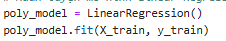 poly_model = LinearRegression()
poly_model.fit(X_train, y_train)